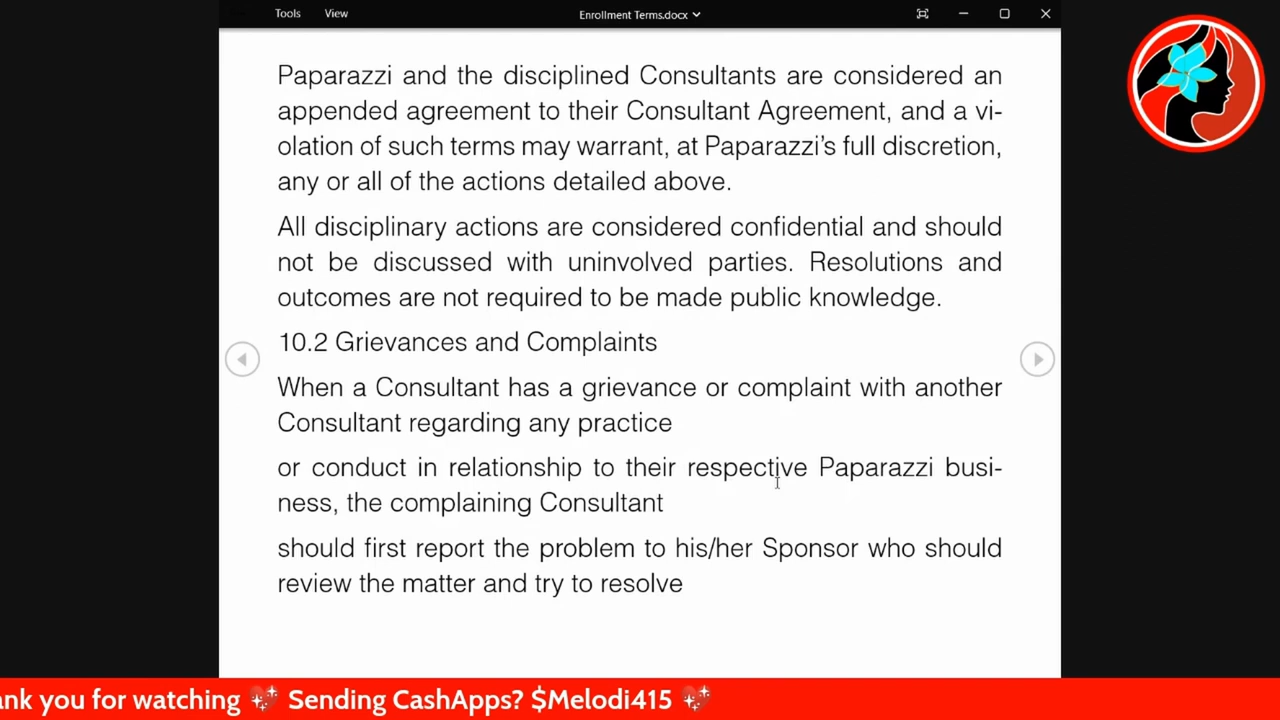 Tools View Enrollment Terms.docx
Paparazzi and the disciplined Consultants are considered an
appended agreement to their Consultant Agreement, and a vi-
olation of such terms may warrant, at Paparazzi’s full discretion,
any or all of the actions detailed above.
All disciplinary actions are considered confidential and should
not be discussed with uninvolved parties. Resolutions and
outcomes are not required to be made public knowledge.
10.2 Grievances and Complaints
When a Consultant has a grievance or complaint with another
Consultant regarding any practice
or conduct in relationship to their respective Paparazzi busi-
ness, the complaining Consultant
should first report the problem to his/her Sponsor who should
review the matter and try to resolve
ank you for watching 💖 Sending CashApps? $Melodi415 💖